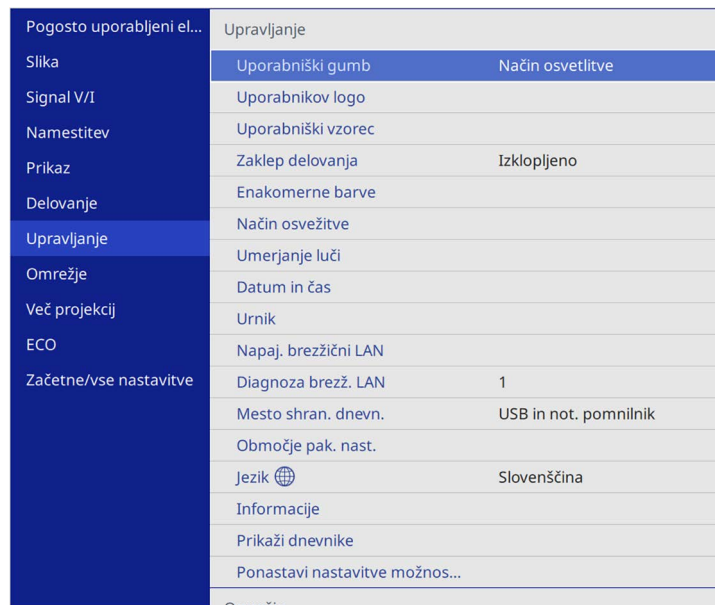 Pogosto uporabljeni el...
Slika
Signal V/I
Namestitev
Prikaz
Delovanje
Upravljanje
Omrežje
Več projekcij
ECO
Začetne/vse nastavitve
Upravljanje
Uporabniški gumb Način osvetlitve
Uporabnikov logo
Uporabniški vzorec
Zaklep delovanja Izklopljeno
Enakomerne barve
Način osvežitve
Umerjanje luči
Datum in čas
Urnik
Napaj. brezžični LAN
Diagnoza brezž. LAN 1
Mesto shran. dnevn. USB in not. pomnilnik
Območje pak. nast.
Jezik Slovenščina
Informacije
Prikaži dnevnike
Ponastavi nastavitve možnos...